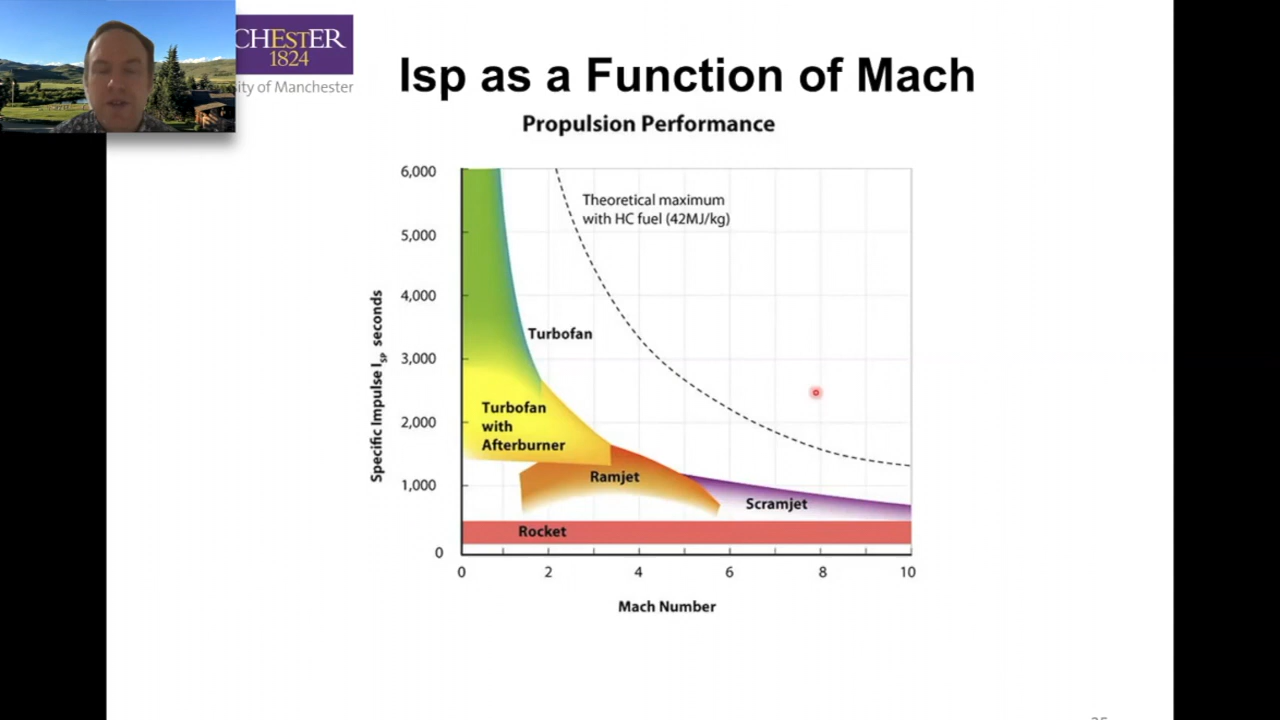 CHESTER
1824
ity of Manchester
Isp as a Function of Mach
Propulsion Performance
6,000
5,000
4,000
3,000
2,000
1,000
0
Specific Impulse ISP seconds
Theoretical maximum
with HC fuel (42MJ/kg)
Turbofan
Turbofan
with
Afterburner
Ramjet
Scramjet
Rocket
0 2 4 6 8 10
Mach Number